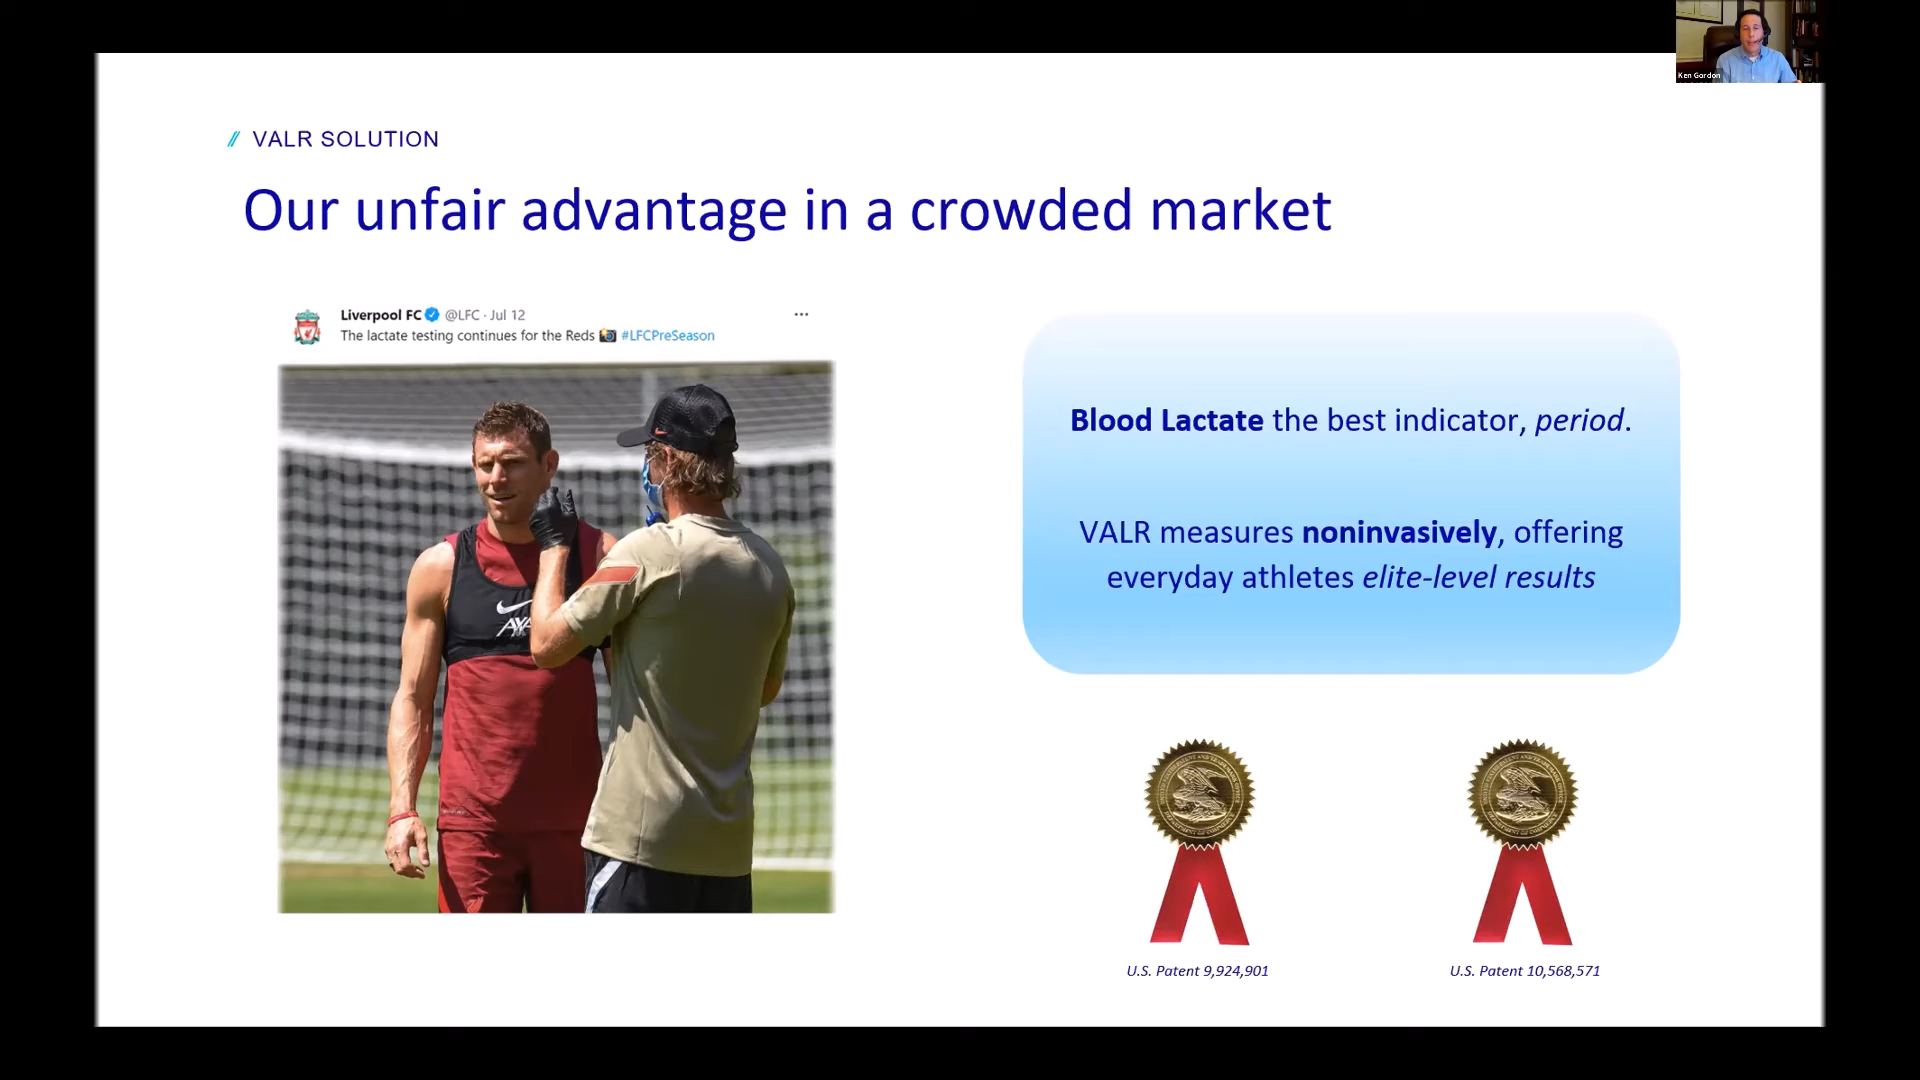 Ken Gordon
// VALR SOLUTION
Our unfair advantage in a crowded market
Liverpool FC @LFC · Jul 12 ...
The lactate testing continues for the Reds 📸 #LFCPreSeason
AXA
Blood Lactate the best indicator, period.
VALR measures noninvasively, offering
everyday athletes elite-level results
U.S. Patent 9,924,901
U.S. Patent 10,568,571